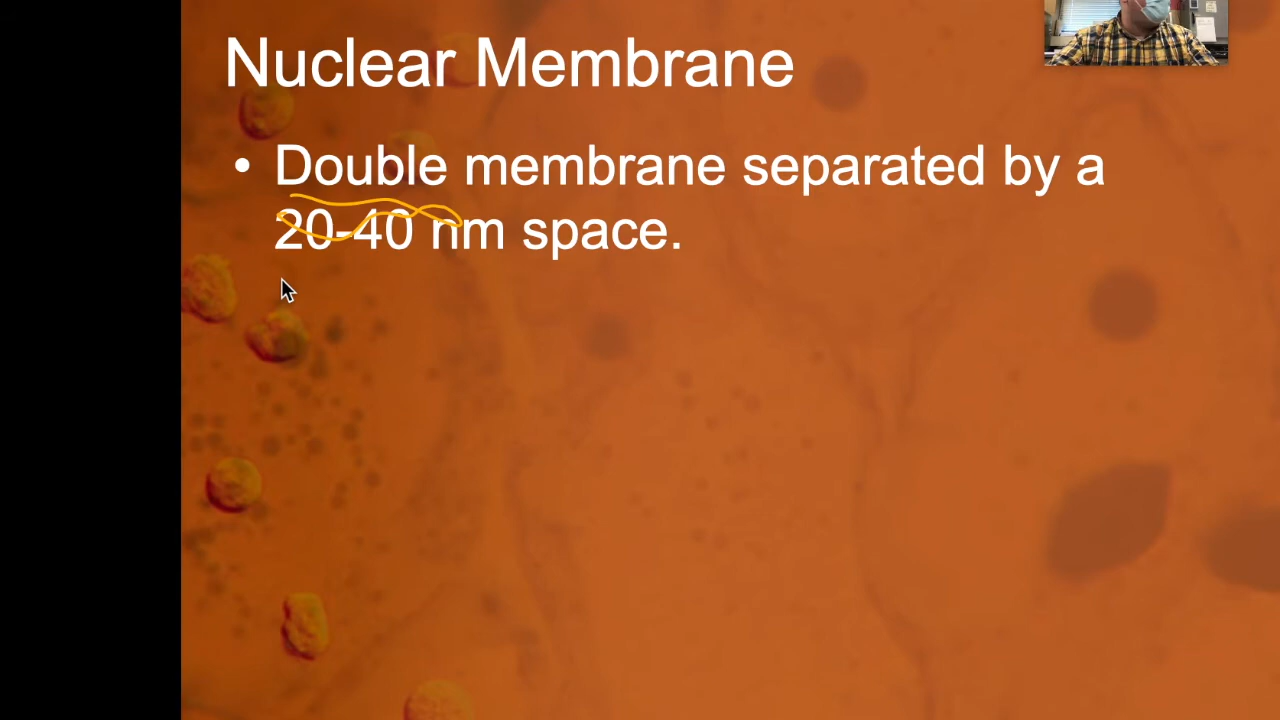 Nuclear Membrane
• Double membrane separated by a
20-40 nm space.